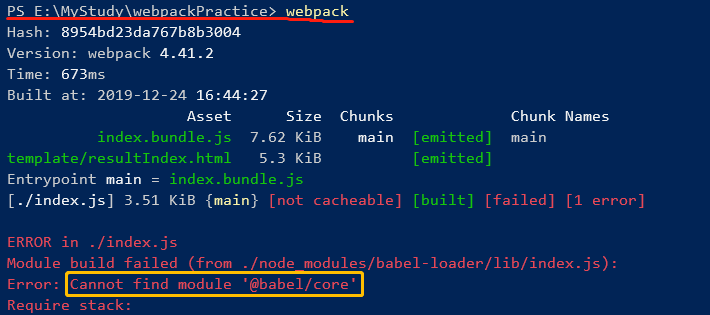 PS E:\MyStudy\webpackPractice> webpack
Hash: 8954bd23da767b8b3004
Version: webpack 4.41.2
Time: 673ms
Built at: 2019-12-24 16:44:27
Asset Size Chunks Chunk Names
index.bundle.js 7.62 KiB main [emitted] main
template/resultIndex.html 5.3 KiB [emitted]
Entrypoint main = index.bundle.js
[./index.js] 3.51 KiB {main} [not cacheable] [built] [failed] [1 error]
ERROR in ./index.js
Module build failed (from ./node_modules/babel-loader/lib/index.js):
Error: Cannot find module '@babel/core'
Require stack: